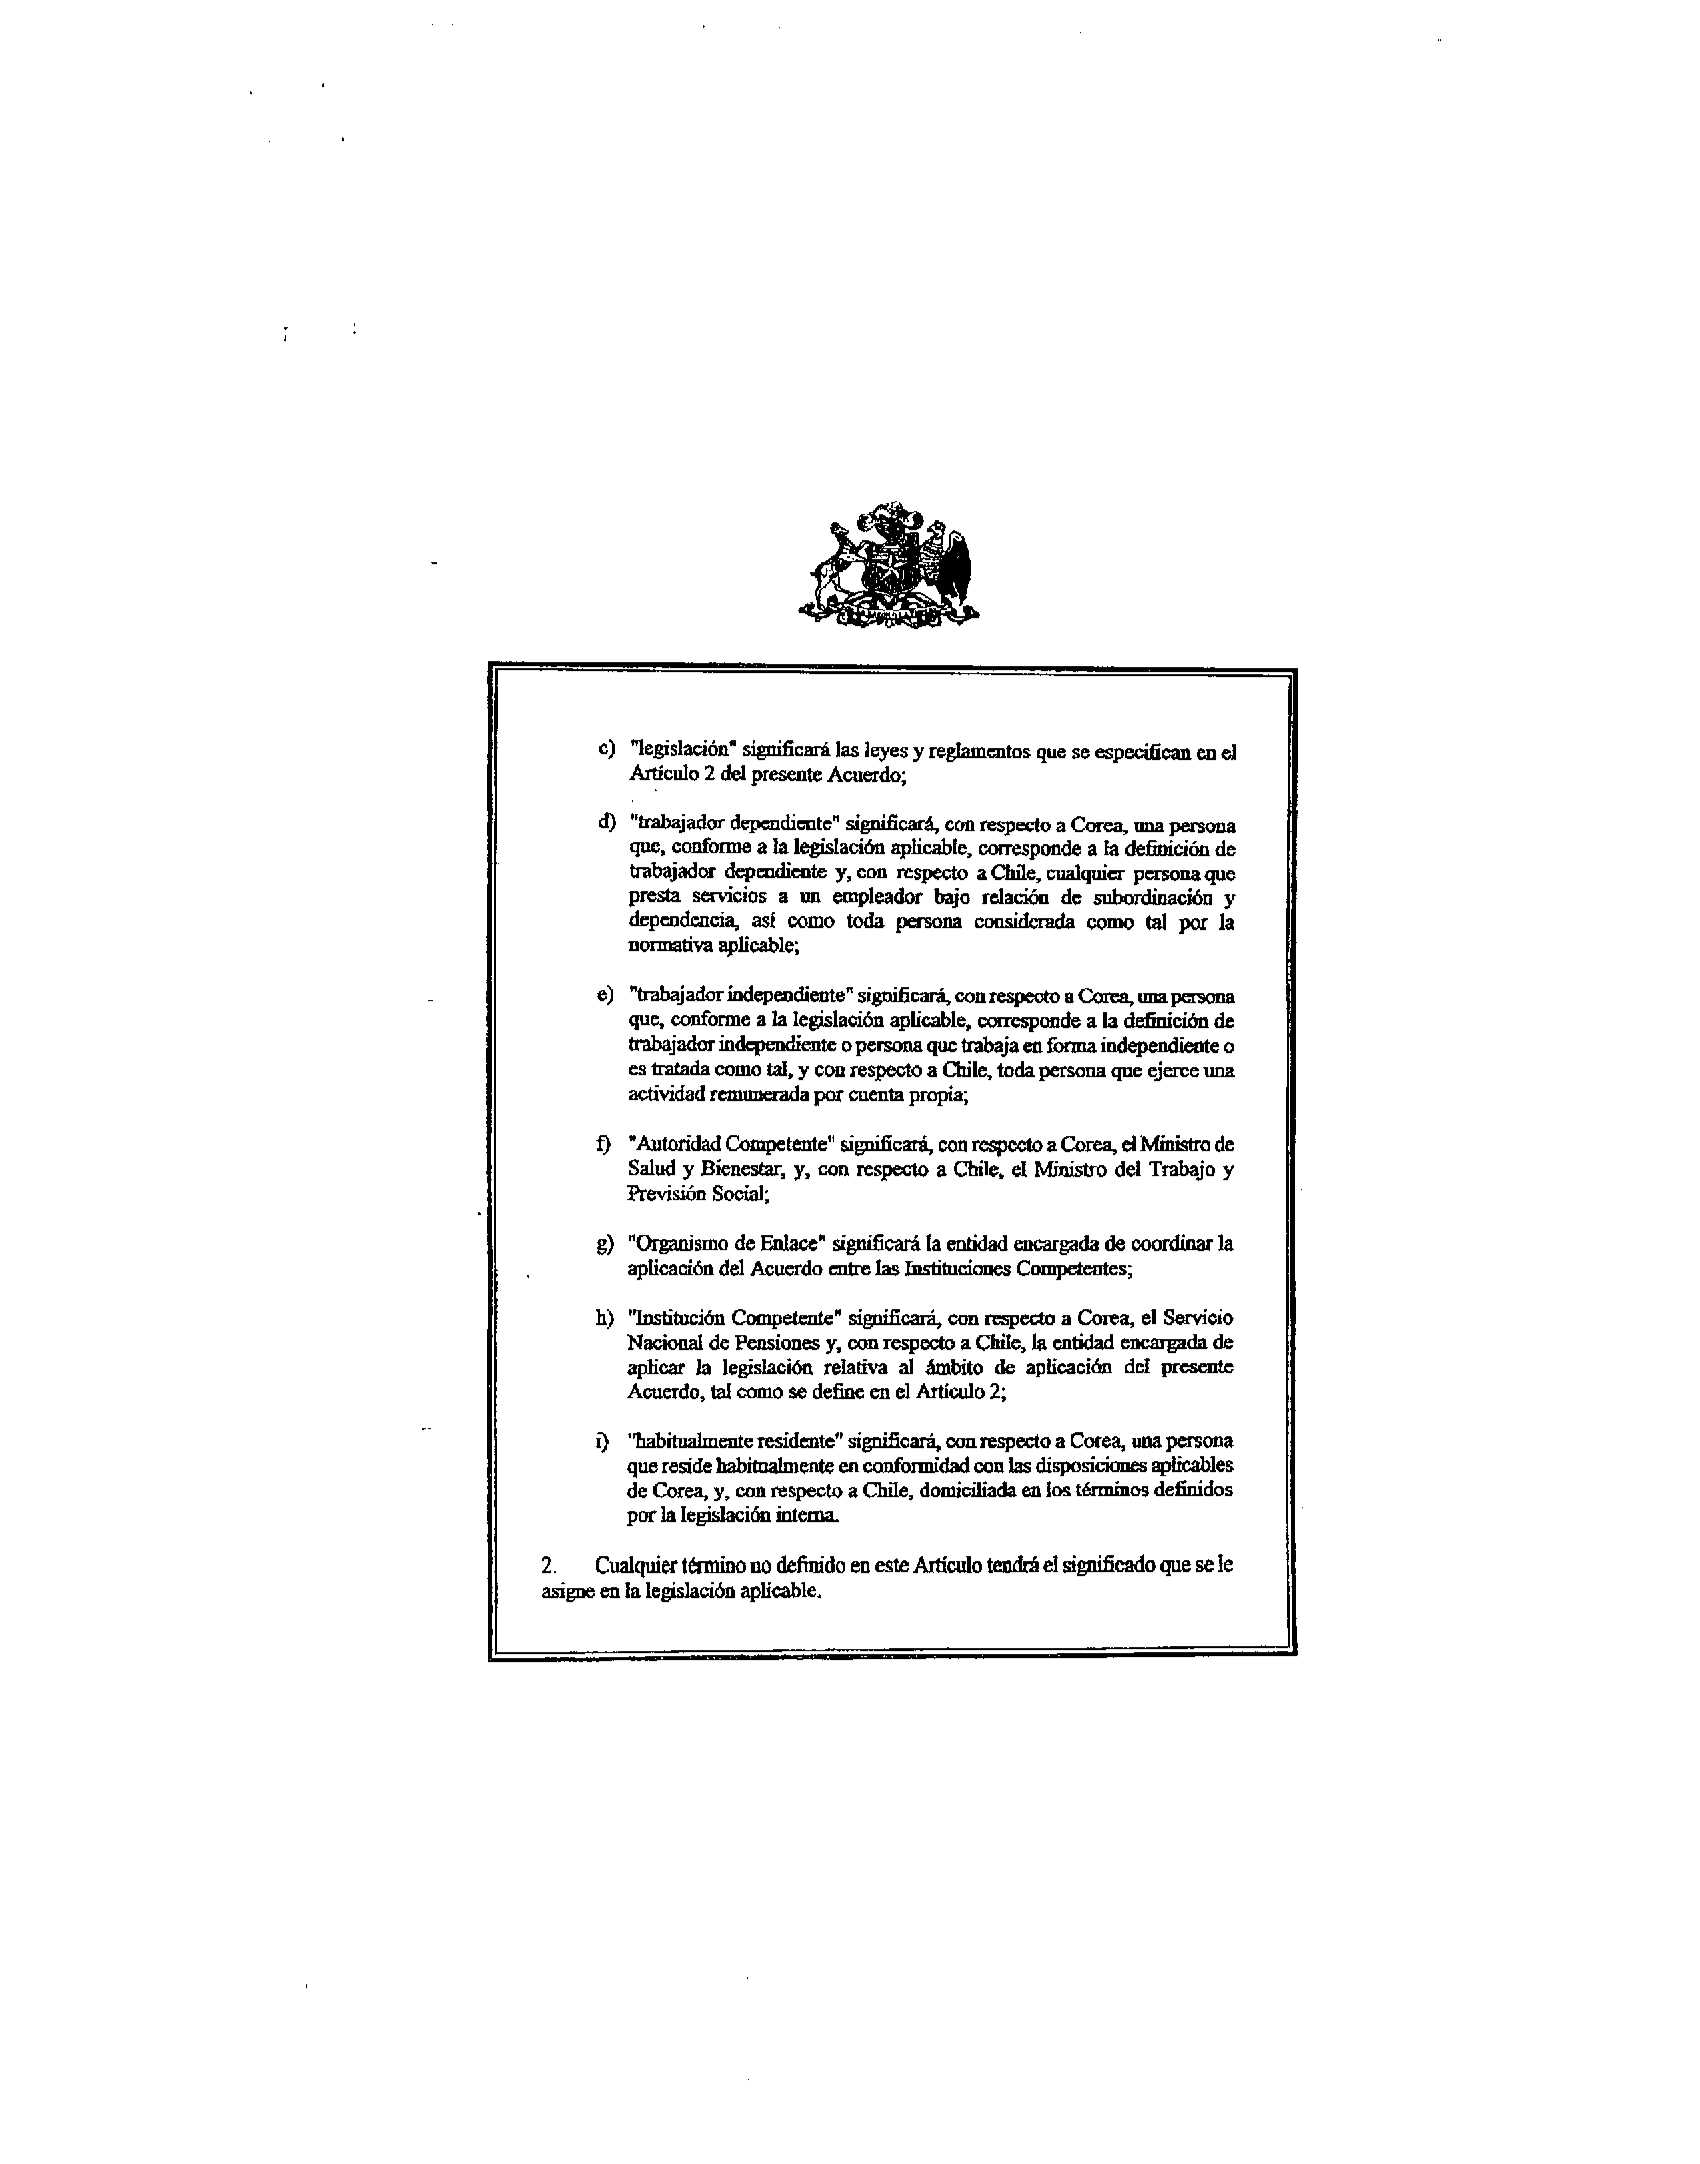 c) "legislación" significará las leyes y reglamentos que se especifican en el
Artículo 2 del presente Acuerdo;
d) "trabajador dependiente" significará, con respecto a Corea, una persona
que, conforme a la legislación aplicable, corresponde a la definición de
trabajador dependiente y, con respecto a Chile, cualquier persona que
presta servicios a un empleador bajo relación de subordinación y
dependencia, así como toda persona considerada como tal por la
normativa aplicable;
e) "trabajador independiente" significará, con respecto a Corea, una persona
que, conforme a la legislación aplicable, corresponde a la definición de
trabajador independiente o persona que trabaja en forma independiente o
es tratada como tal, y con respecto a Chile, toda persona que ejerce una
actividad remunerada por cuenta propia;
f) "Autoridad Competente" significará, con respecto a Corea, el Ministro de
Salud y Bienestar, y, con respecto a Chile, el Ministro del Trabajo y
Previsión Social;
g) "Organismo de Enlace" significará la entidad encargada de coordinar la
aplicación del Acuerdo entre las Instituciones Competentes;
h) "Institución Competente" significará, con respecto a Corea, el Servicio
Nacional de Pensiones y, con respecto a Chile, la entidad encargada de
aplicar la legislación relativa al ámbito de aplicación del presente
Acuerdo, tal como se define en el Artículo 2;
i) "habitualmente residente" significará, con respecto a Corea, una persona
que reside habitualmente en conformidad con las disposiciones aplicables
de Corea, y, con respecto a Chile, domiciliada en los términos definidos
por la legislación interna.
2. Cualquier término no definido en este Artículo tendrá el significado que se le
asigne en la legislación aplicable.